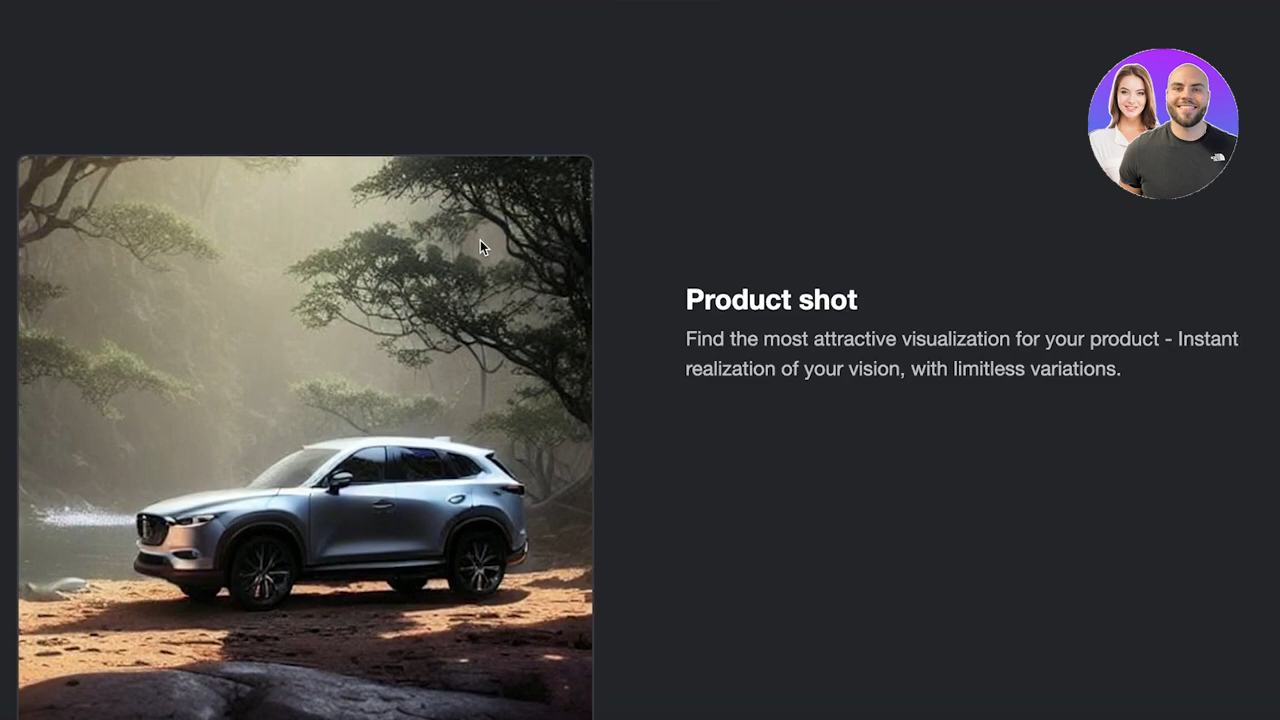 Product shot
Find the most attractive visualization for your product - Instant
realization of your vision, with limitless variations.